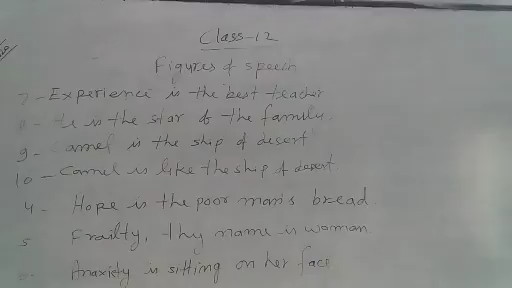 Class-12
Figures of speech
7 - Experience is the best teacher
8 - He is the star of the family.
9 - Camel is the ship of desert
10 - Camel is like the ship of desert.
4 - Hope is the poor man's bread.
5 Frailty, thy name is woman
6 - Anaxiety is sitting on her face